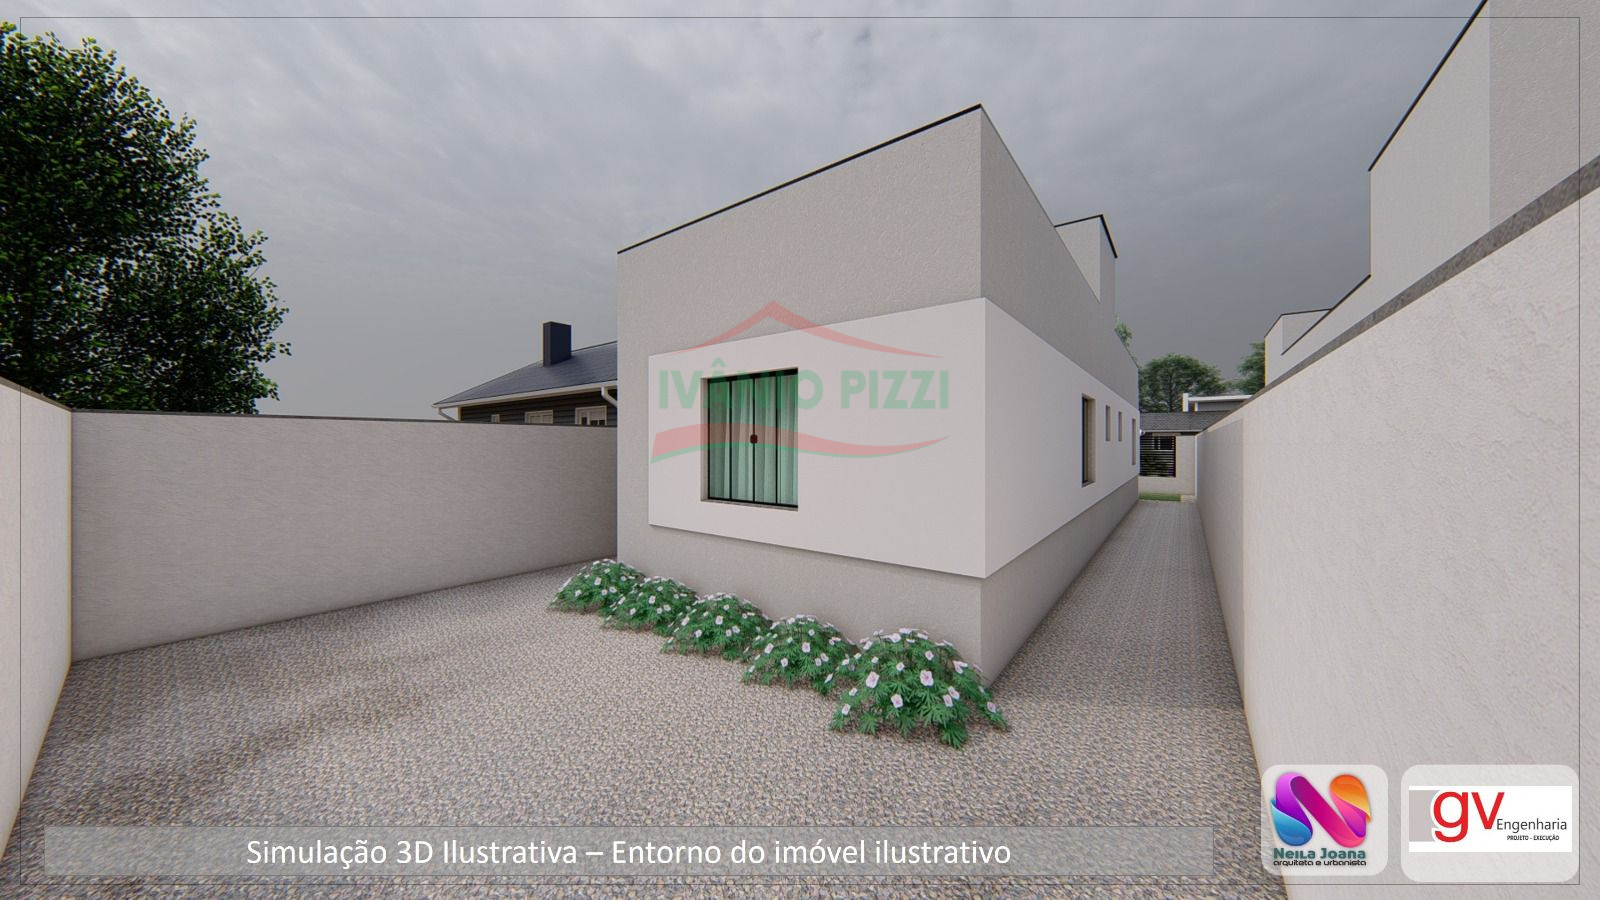 IVÂNIO PIZZI
Simulação 3D Ilustrativa – Entorno do imóvel ilustrativo
Neila Joana
arquiteta e urbanista
gv Engenharia
PROJETO - EXECUÇÃO